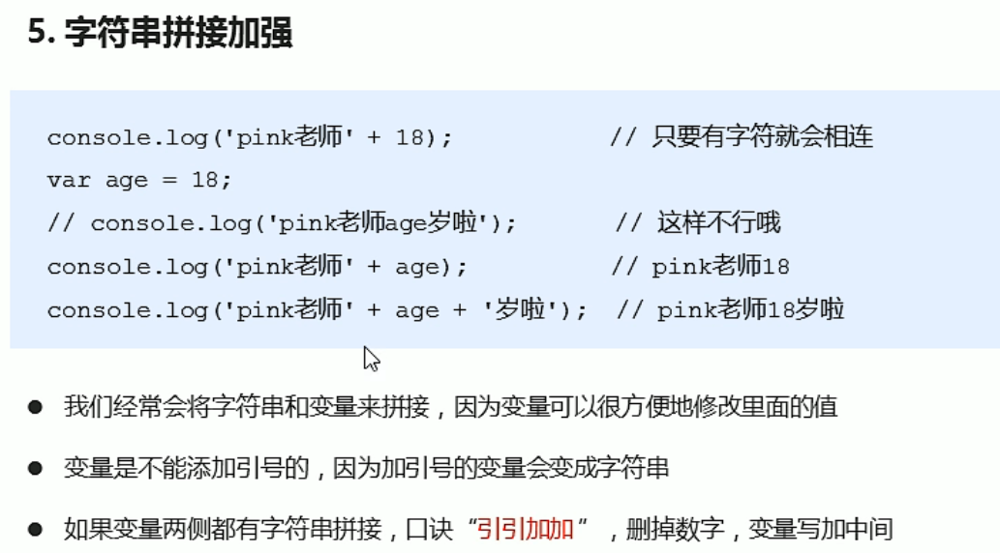 5. 字符串拼接加强
console.log('pink老师' + 18); // 只要有字符就会相连
var age = 18;
// console.log('pink老师age岁啦'); // 这样不行哦
console.log('pink老师' + age); // pink老师18
console.log('pink老师' + age + '岁啦'); // pink老师18岁啦
● 我们经常会将字符串和变量来拼接，因为变量可以很方便地修改里面的值
● 变量是不能添加引号的，因为加引号的变量会变成字符串
● 如果变量两侧都有字符串拼接，口诀“引引加加”，删掉数字，变量写加中间